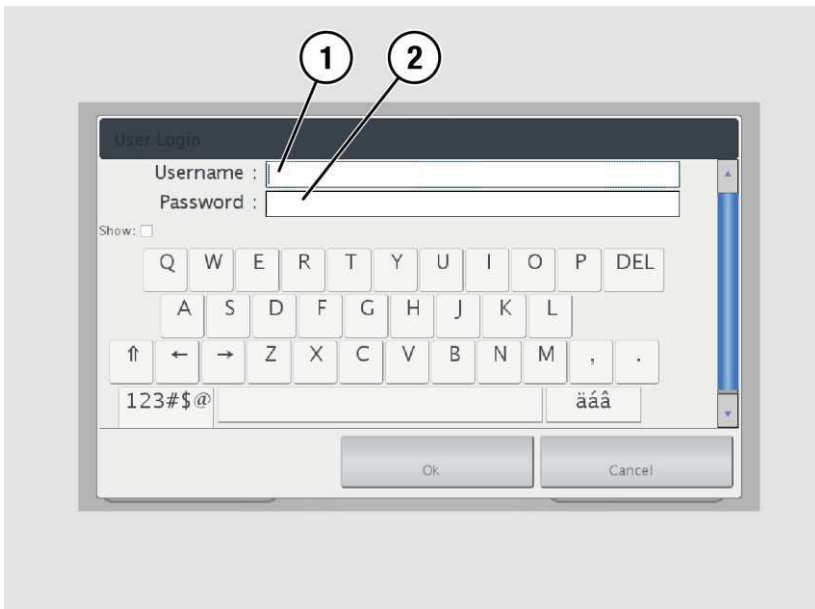 1 2
User Login
Username :
Password :
Show:
Q W E R T Y U I O P DEL
A S D F G H J K L
⇑ ← → Z X C V B N M , .
123#$@ äáâ
Ok Cancel